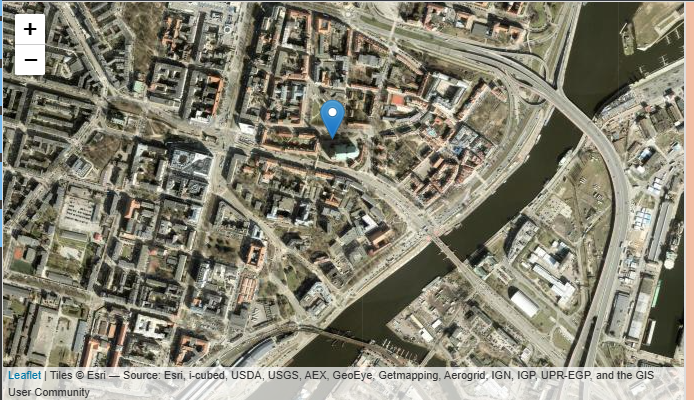 +
−
Leaflet | Tiles © Esri — Source: Esri, i-cubed, USDA, USGS, AEX, GeoEye, Getmapping, Aerogrid, IGN, IGP, UPR-EGP, and the GIS
User Community